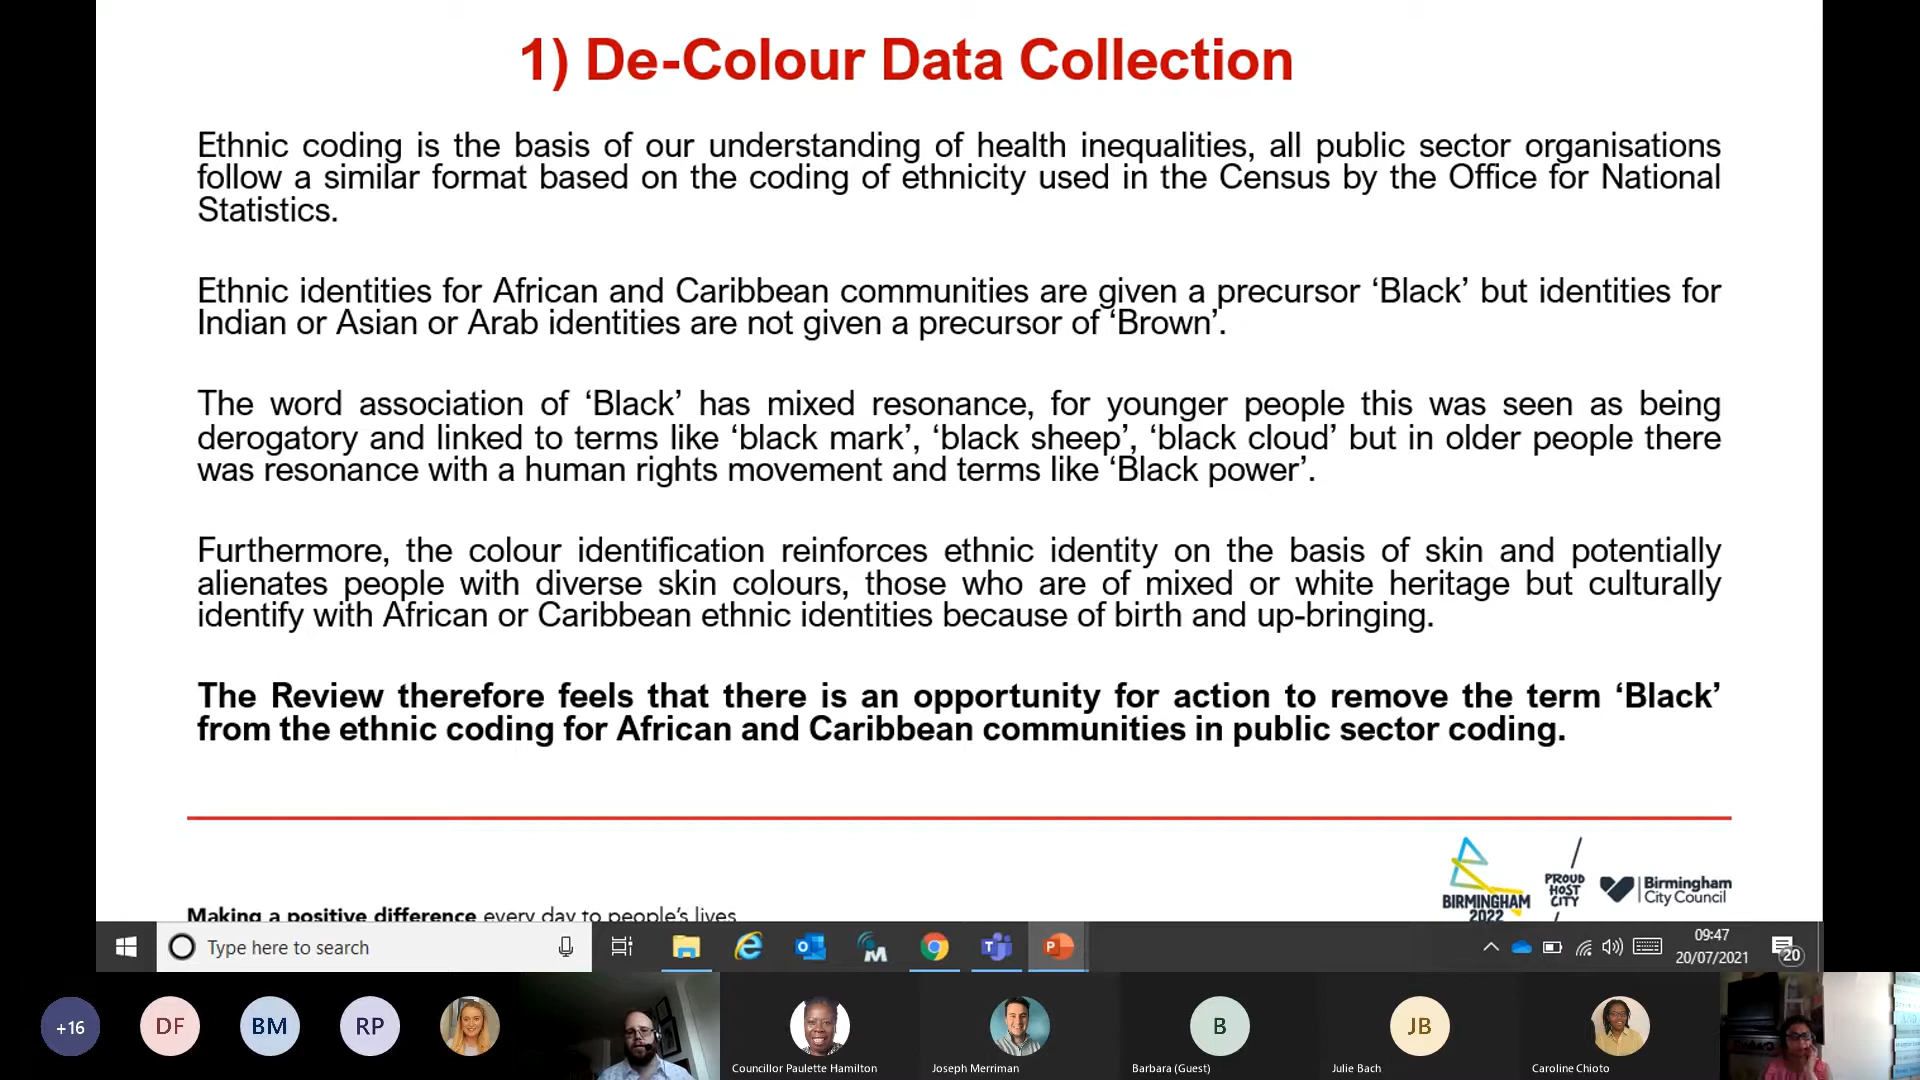 1) De-Colour Data Collection
Ethnic coding is the basis of our understanding of health inequalities, all public sector organisations
follow a similar format based on the coding of ethnicity used in the Census by the Office for National
Statistics.
Ethnic identities for African and Caribbean communities are given a precursor ‘Black’ but identities for
Indian or Asian or Arab identities are not given a precursor of ‘Brown’.
The word association of ‘Black’ has mixed resonance, for younger people this was seen as being
derogatory and linked to terms like ‘black mark’, ‘black sheep’, ‘black cloud’ but in older people there
was resonance with a human rights movement and terms like ‘Black power’.
Furthermore, the colour identification reinforces ethnic identity on the basis of skin and potentially
alienates people with diverse skin colours, those who are of mixed or white heritage but culturally
identify with African or Caribbean ethnic identities because of birth and up-bringing.
The Review therefore feels that there is an opportunity for action to remove the term ‘Black’
from the ethnic coding for African and Caribbean communities in public sector coding.
BIRMINGHAM
2022
PROUD
HOST
CITY
Birmingham
City Council
Making a positive difference every day to people's lives
Type here to search
09:47
20/07/2021
20
+16
DF
BM
RP
Councillor Paulette Hamilton
Joseph Merriman
B
Barbara (Guest)
JB
Julie Bach
Caroline Chioto